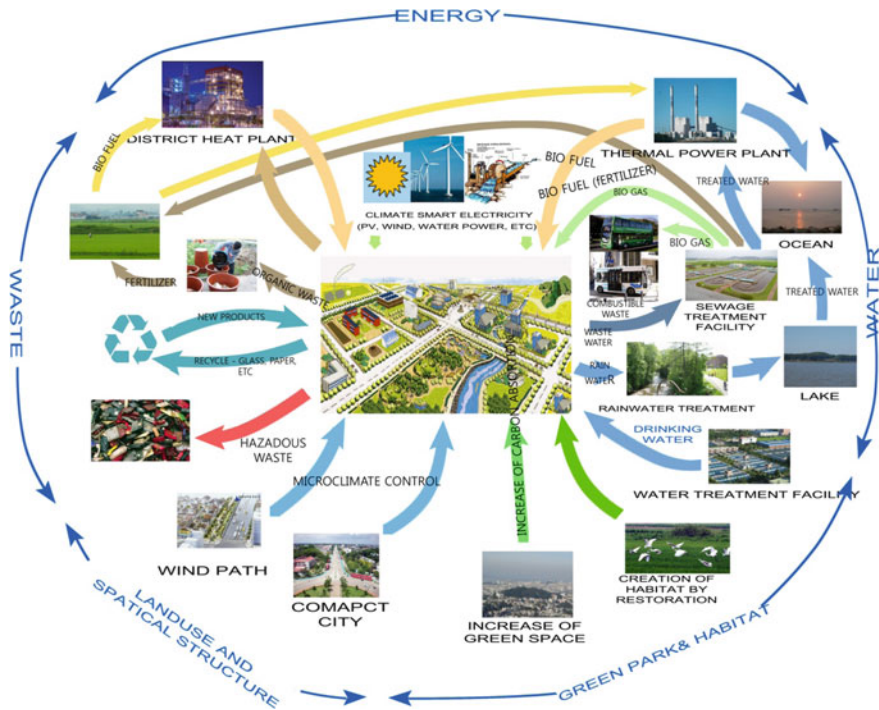 ENERGY
DISTRICT HEAT PLANT
BIO FUEL
THERMAL POWER PLANT
BIO FUEL
BIO FUEL (FERTILIZER)
BIO GAS
TREATED WATER
OCEAN
CLIMATE SMART ELECTRICITY
(PV, WIND, WATER POWER, ETC)
BIO GAS
FERTILIZER
ORGANIC WASTE
COMBUSTIBLE
WASTE
SEWAGE
TREATMENT
FACILITY
TREATED WATER
WASTE
WATER
WASTE
WATER
NEW PRODUCTS
RECYCLE - GLASS, PAPER,
ETC
RAIN
WATER
RAINWATER TREATMENT
LAKE
HAZADOUS
WASTE
DRINKING
WATER
WATER TREATMENT FACILITY
MICROCLIMATE CONTROL
INCREASE OF CARBON ABSORTION
WIND PATH
COMAPCT
CITY
INCREASE OF
GREEN SPACE
CREATION OF
HABITAT BY
RESTORATION
LANDUSE AND
SPATICAL STRUCTURE
GREEN PARK& HABITAT